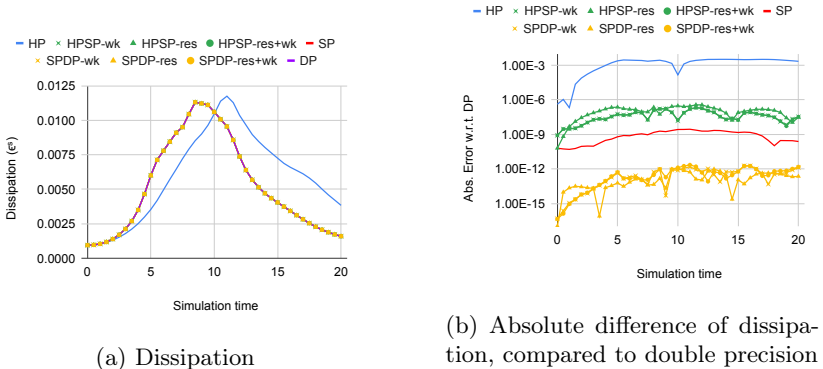 HP HPSP-wk HPSP-res HPSP-res+wk SP
SPDP-wk SPDP-res SPDP-res+wk DP
0.0125
0.0100
0.0075
0.0050
0.0025
0.0000
Dissipation (ϵˢ)
0 5 10 15 20
Simulation time
(a) Dissipation
HP HPSP-wk HPSP-res HPSP-res+wk SP
SPDP-wk SPDP-res SPDP-res+wk
1.00E-3
1.00E-6
1.00E-9
1.00E-12
1.00E-15
Abs. Error w.r.t. DP
0 5 10 15 20
Simulation time
(b) Absolute difference of dissipa-
tion, compared to double precision